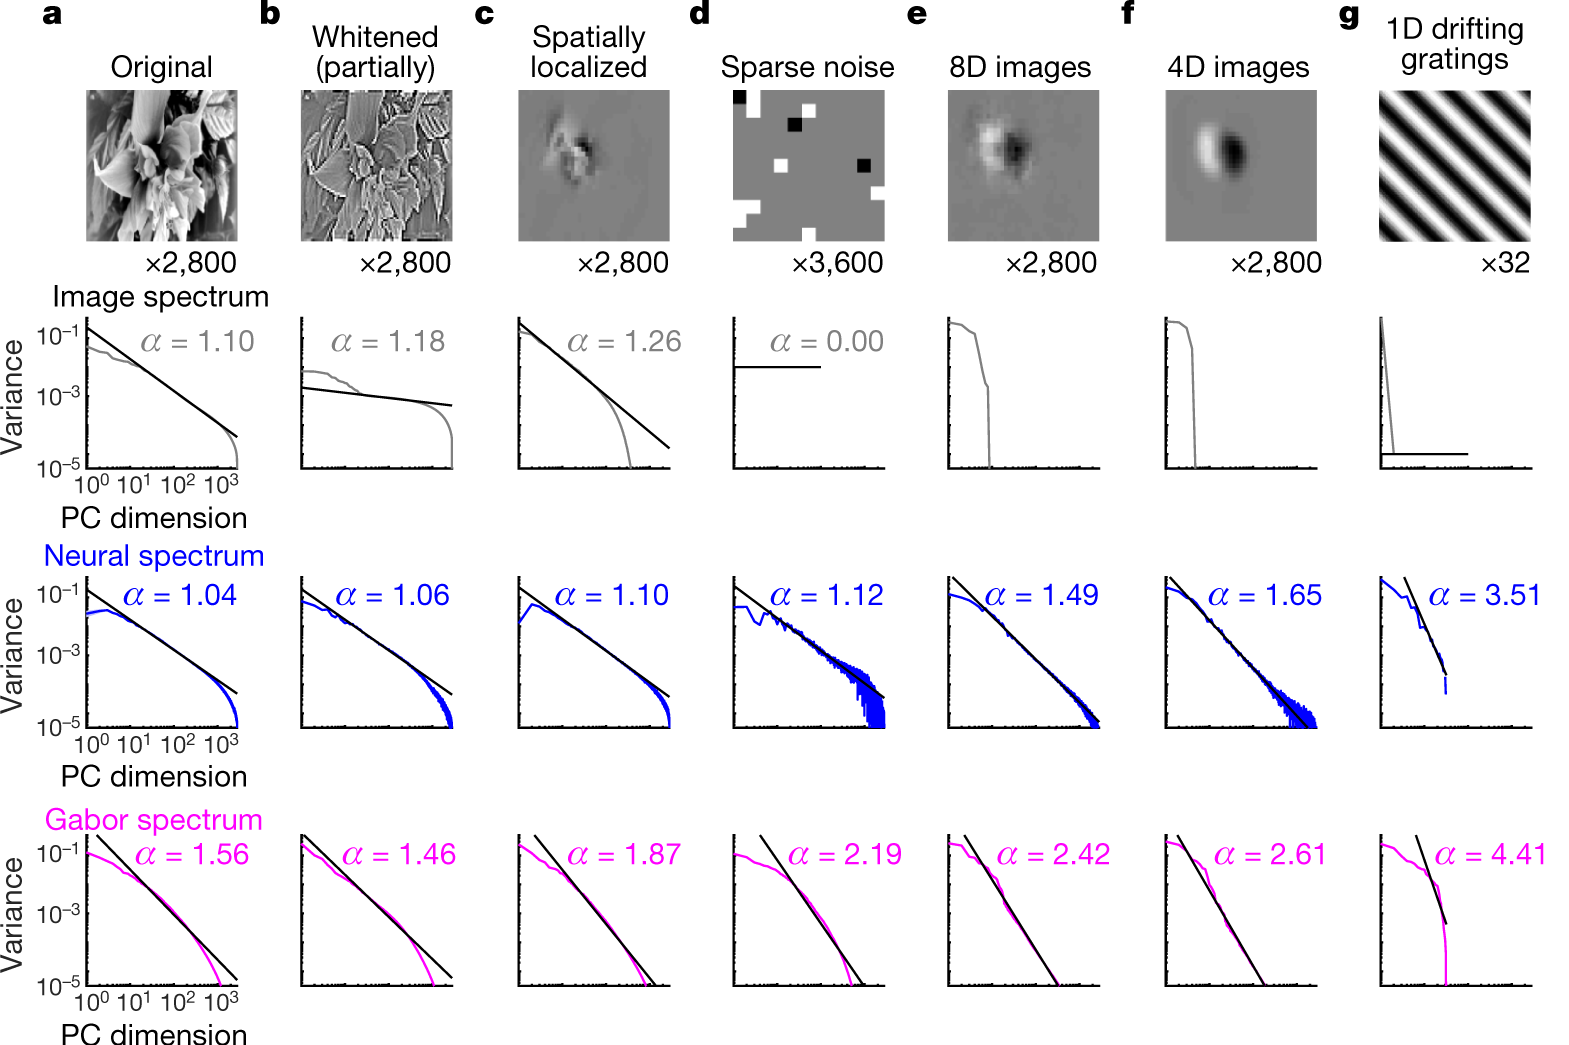 a b c d e f g
Original
Whitened
(partially)
Spatially
localized
Sparse noise
8D images
4D images
1D drifting
gratings
×2,800 ×2,800 ×2,800 ×3,600 ×2,800 ×2,800 ×32
Image spectrum
Variance
10⁻¹
10⁻³
10⁻⁵
α = 1.10 α = 1.18 α = 1.26 α = 0.00
10⁰ 10¹ 10² 10³
PC dimension
Neural spectrum
Variance
10⁻¹
10⁻³
10⁻⁵
α = 1.04 α = 1.06 α = 1.10 α = 1.12 α = 1.49 α = 1.65 α = 3.51
10⁰ 10¹ 10² 10³
PC dimension
Gabor spectrum
Variance
10⁻¹
10⁻³
10⁻⁵
α = 1.56 α = 1.46 α = 1.87 α = 2.19 α = 2.42 α = 2.61 α = 4.41
10⁰ 10¹ 10² 10³
PC dimension